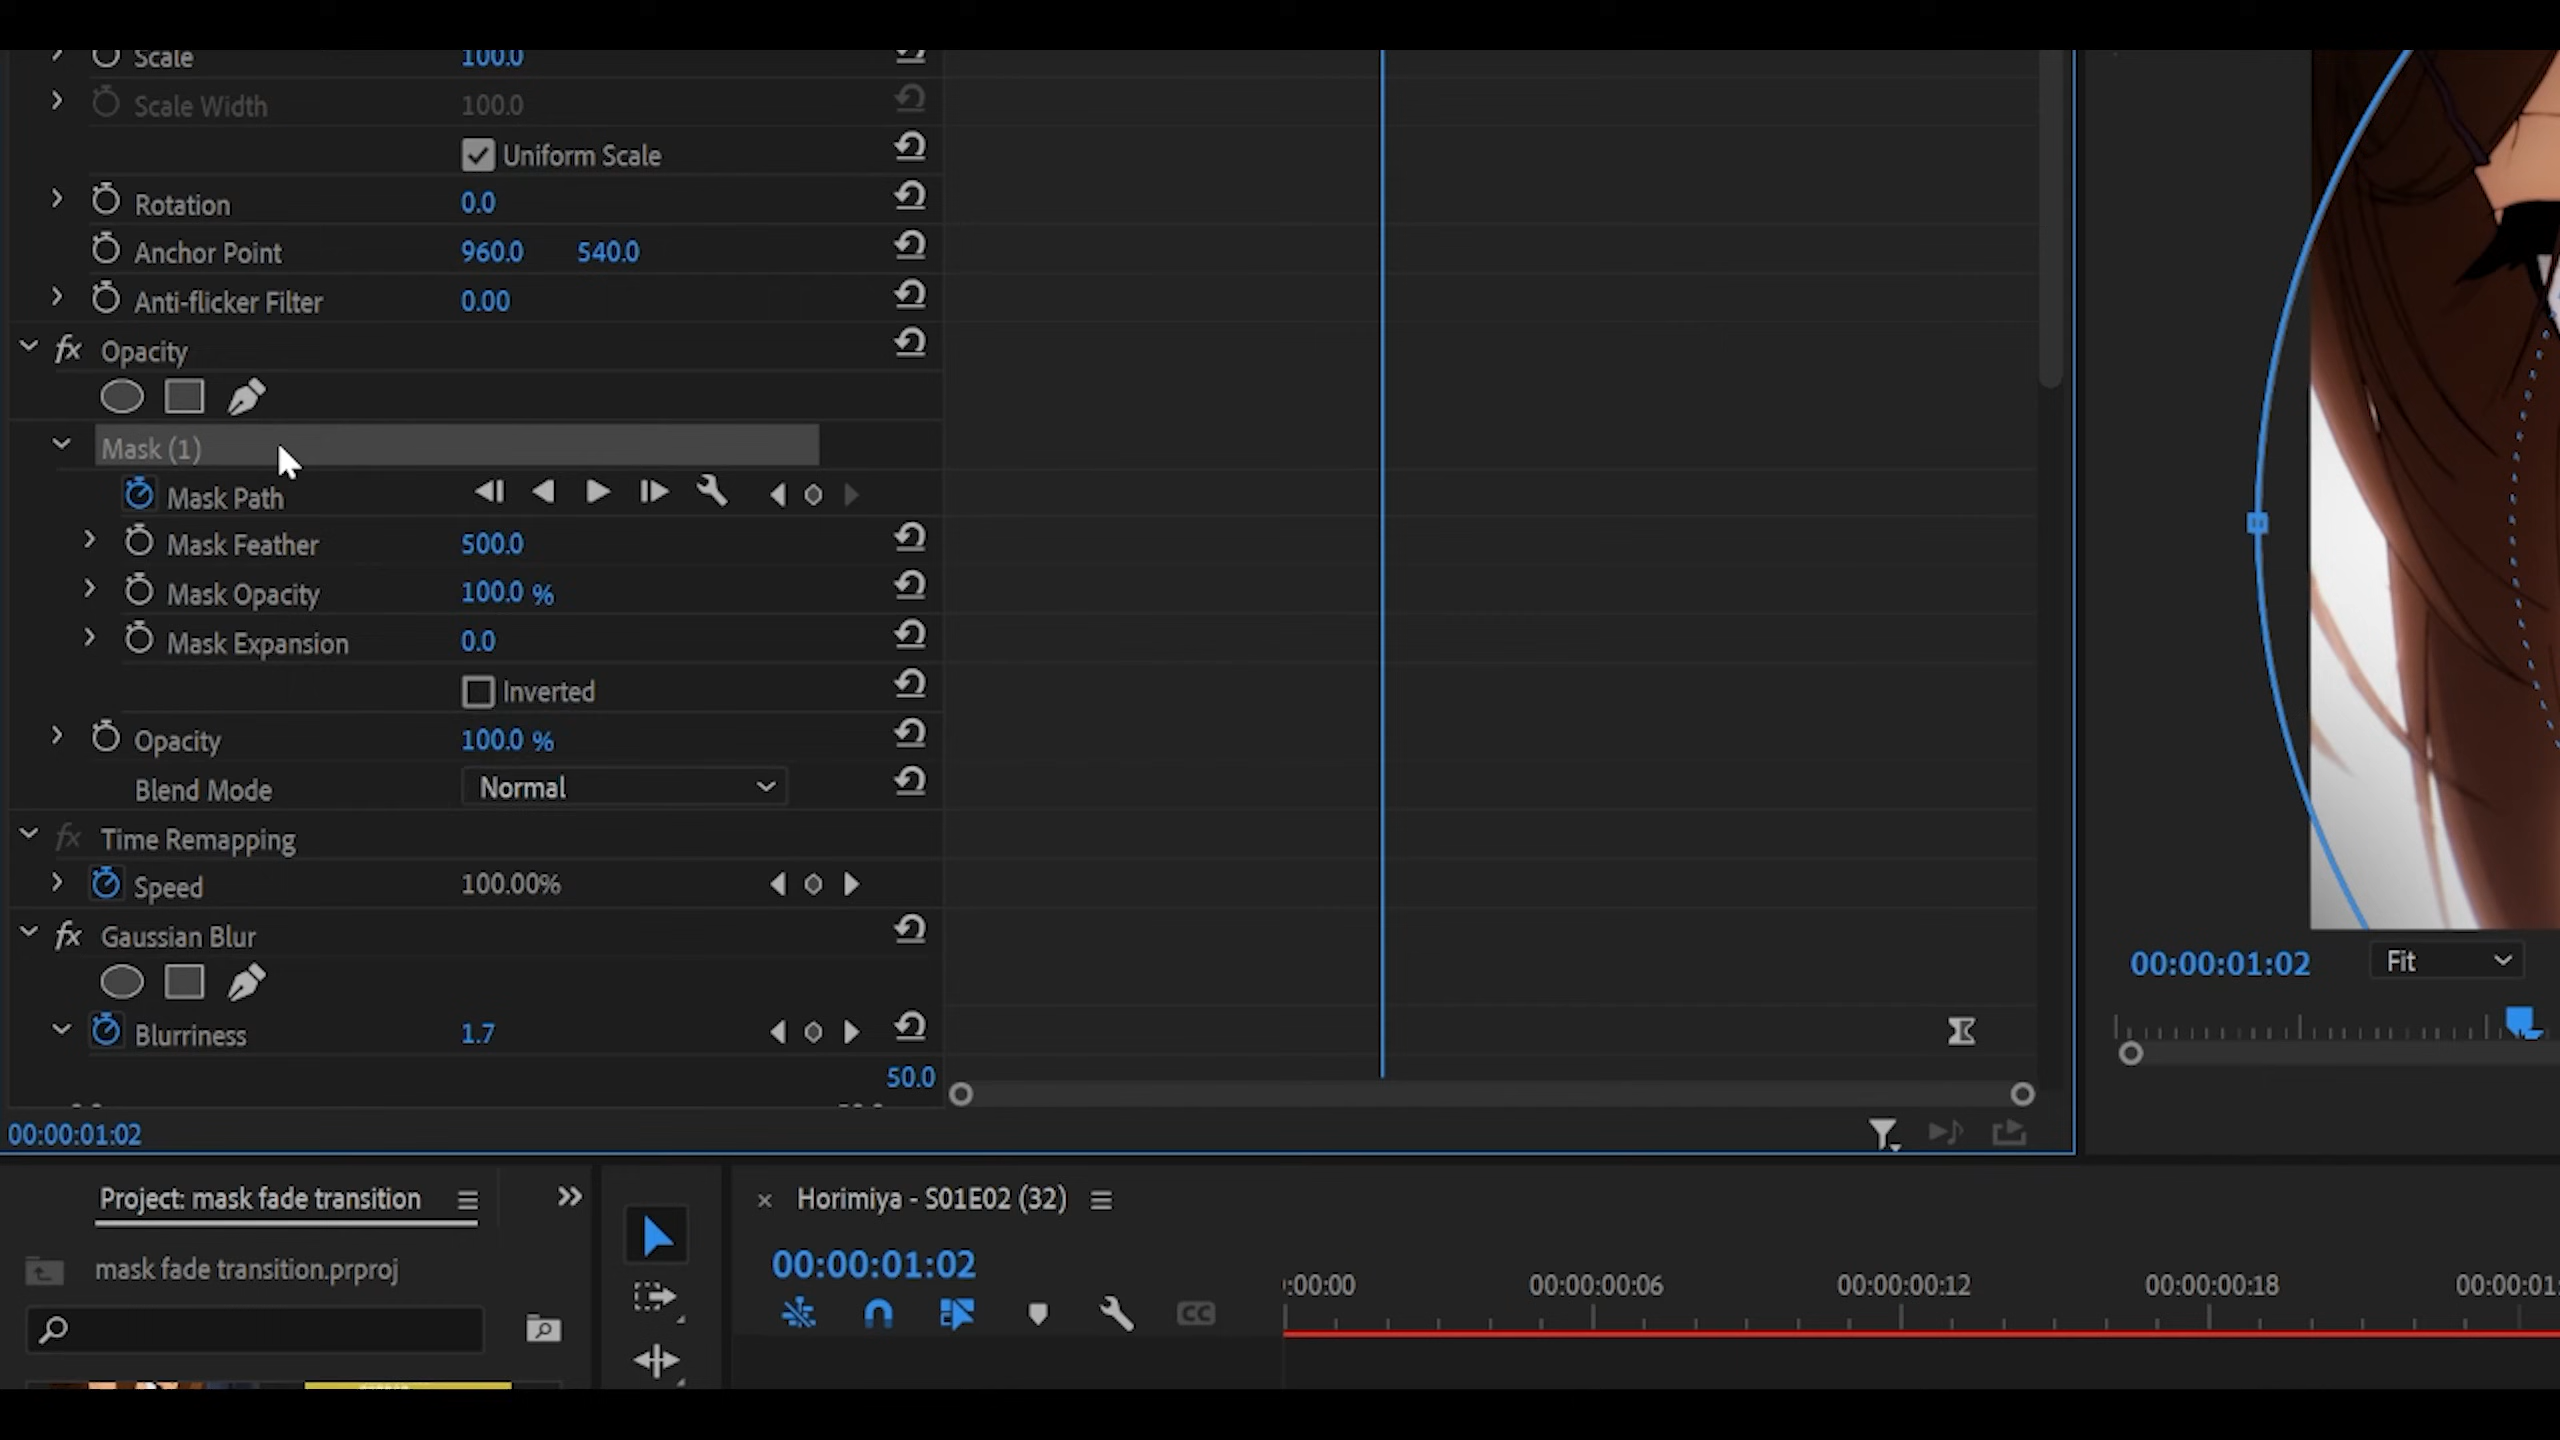 Scale 100.0
Scale Width 100.0
Uniform Scale
Rotation 0.0
Anchor Point 960.0 540.0
Anti-flicker Filter 0.00
fx Opacity
Mask (1)
Mask Path
Mask Feather 500.0
Mask Opacity 100.0 %
Mask Expansion 0.0
Inverted
Opacity 100.0 %
Blend Mode Normal
fx Time Remapping
Speed 100.00%
fx Gaussian Blur
Blurriness 1.7
50.0
00:00:01:02
00:00:01:02 Fit
Project: mask fade transition
mask fade transition.prproj
Horimiya - S01E02 (32)
00:00:01:02
CC
:00:00 00:00:00:06 00:00:00:12 00:00:00:18 00:00:01: